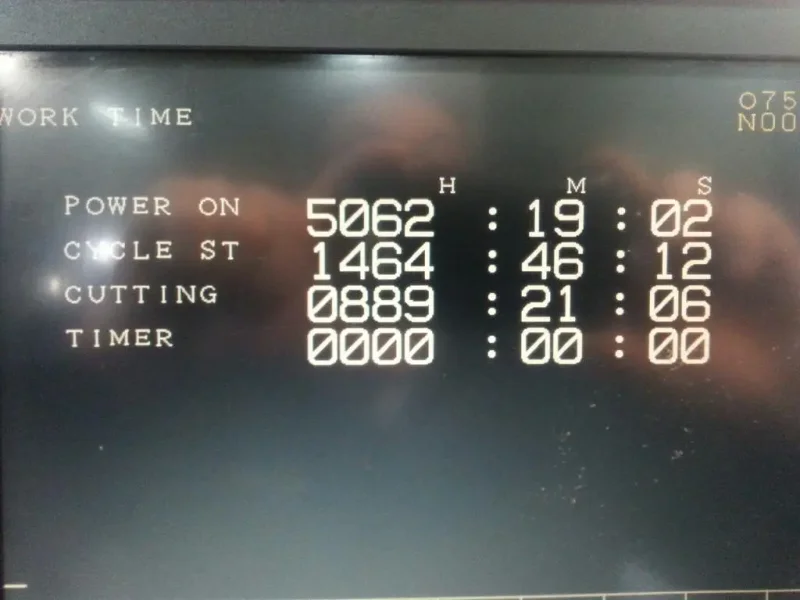 WORK TIME O75
N00
H M S
POWER ON 5062 : 19 : 02
CYCLE ST 1464 : 46 : 12
CUTTING 0889 : 21 : 06
TIMER 0000 : 00 : 00